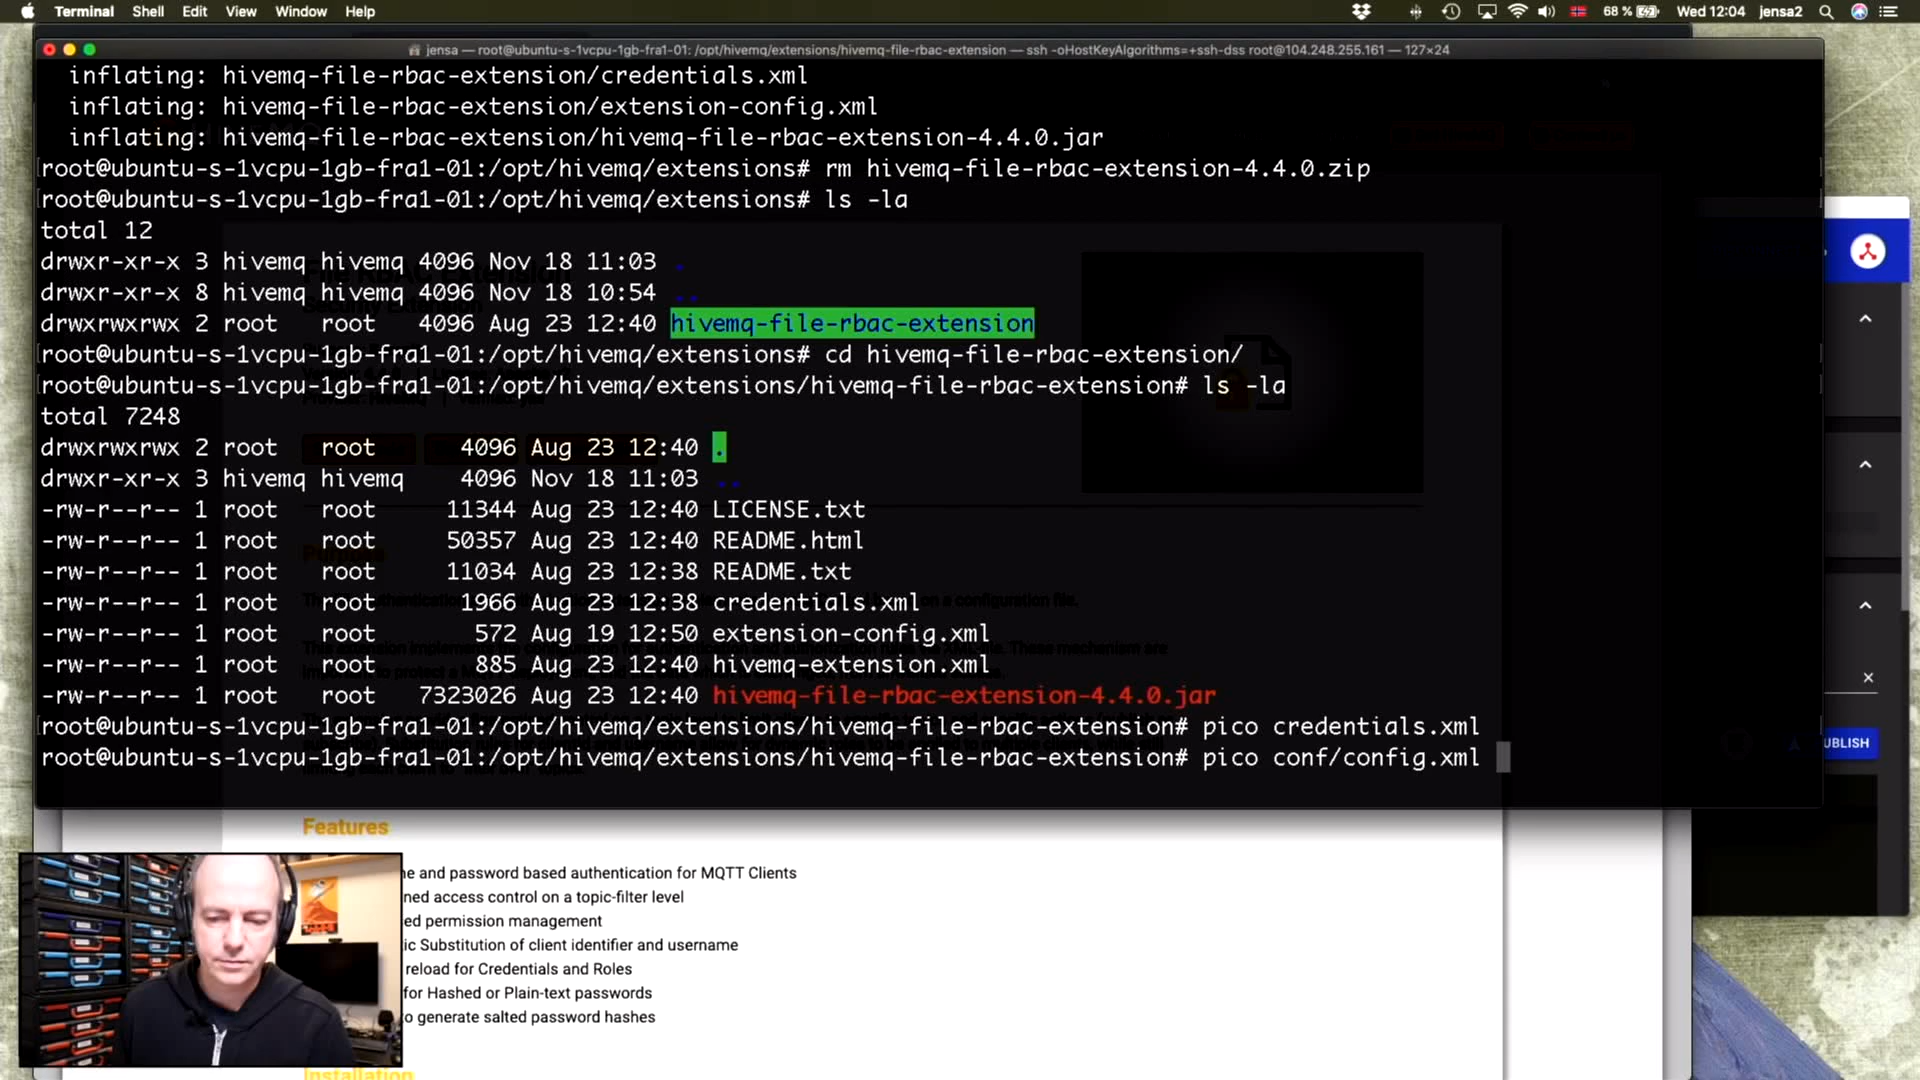 Terminal Shell Edit View Window Help 68 % Wed 12:04 jensa2
jensa — root@ubuntu-s-1vcpu-1gb-fra1-01: /opt/hivemq/extensions/hivemq-file-rbac-extension — ssh -oHostKeyAlgorithms=+ssh-dss root@104.248.255.161 — 127×24
inflating: hivemq-file-rbac-extension/credentials.xml
inflating: hivemq-file-rbac-extension/extension-config.xml
inflating: hivemq-file-rbac-extension/hivemq-file-rbac-extension-4.4.0.jar
root@ubuntu-s-1vcpu-1gb-fra1-01:/opt/hivemq/extensions# rm hivemq-file-rbac-extension-4.4.0.zip
root@ubuntu-s-1vcpu-1gb-fra1-01:/opt/hivemq/extensions# ls -la
total 12
drwxr-xr-x 3 hivemq hivemq 4096 Nov 18 11:03 .
drwxr-xr-x 8 hivemq hivemq 4096 Nov 18 10:54 ..
drwxrwxrwx 2 root root 4096 Aug 23 12:40 hivemq-file-rbac-extension
root@ubuntu-s-1vcpu-1gb-fra1-01:/opt/hivemq/extensions# cd hivemq-file-rbac-extension/
root@ubuntu-s-1vcpu-1gb-fra1-01:/opt/hivemq/extensions/hivemq-file-rbac-extension# ls -la
total 7248
drwxrwxrwx 2 root root 4096 Aug 23 12:40 .
drwxr-xr-x 3 hivemq hivemq 4096 Nov 18 11:03 ..
-rw-r--r-- 1 root root 11344 Aug 23 12:40 LICENSE.txt
-rw-r--r-- 1 root root 50357 Aug 23 12:40 README.html
-rw-r--r-- 1 root root 11034 Aug 23 12:38 README.txt
-rw-r--r-- 1 root root 1966 Aug 23 12:38 credentials.xml
-rw-r--r-- 1 root root 572 Aug 19 12:50 extension-config.xml
-rw-r--r-- 1 root root 885 Aug 23 12:40 hivemq-extension.xml
-rw-r--r-- 1 root root 7323026 Aug 23 12:40 hivemq-file-rbac-extension-4.4.0.jar
root@ubuntu-s-1vcpu-1gb-fra1-01:/opt/hivemq/extensions/hivemq-file-rbac-extension# pico credentials.xml
root@ubuntu-s-1vcpu-1gb-fra1-01:/opt/hivemq/extensions/hivemq-file-rbac-extension# pico conf/config.xml
UBLISH
Features
e and password based authentication for MQTT Clients
ned access control on a topic-filter level
ed permission management
ic Substitution of client identifier and username
reload for Credentials and Roles
for Hashed or Plain-text passwords
o generate salted password hashes
Installation